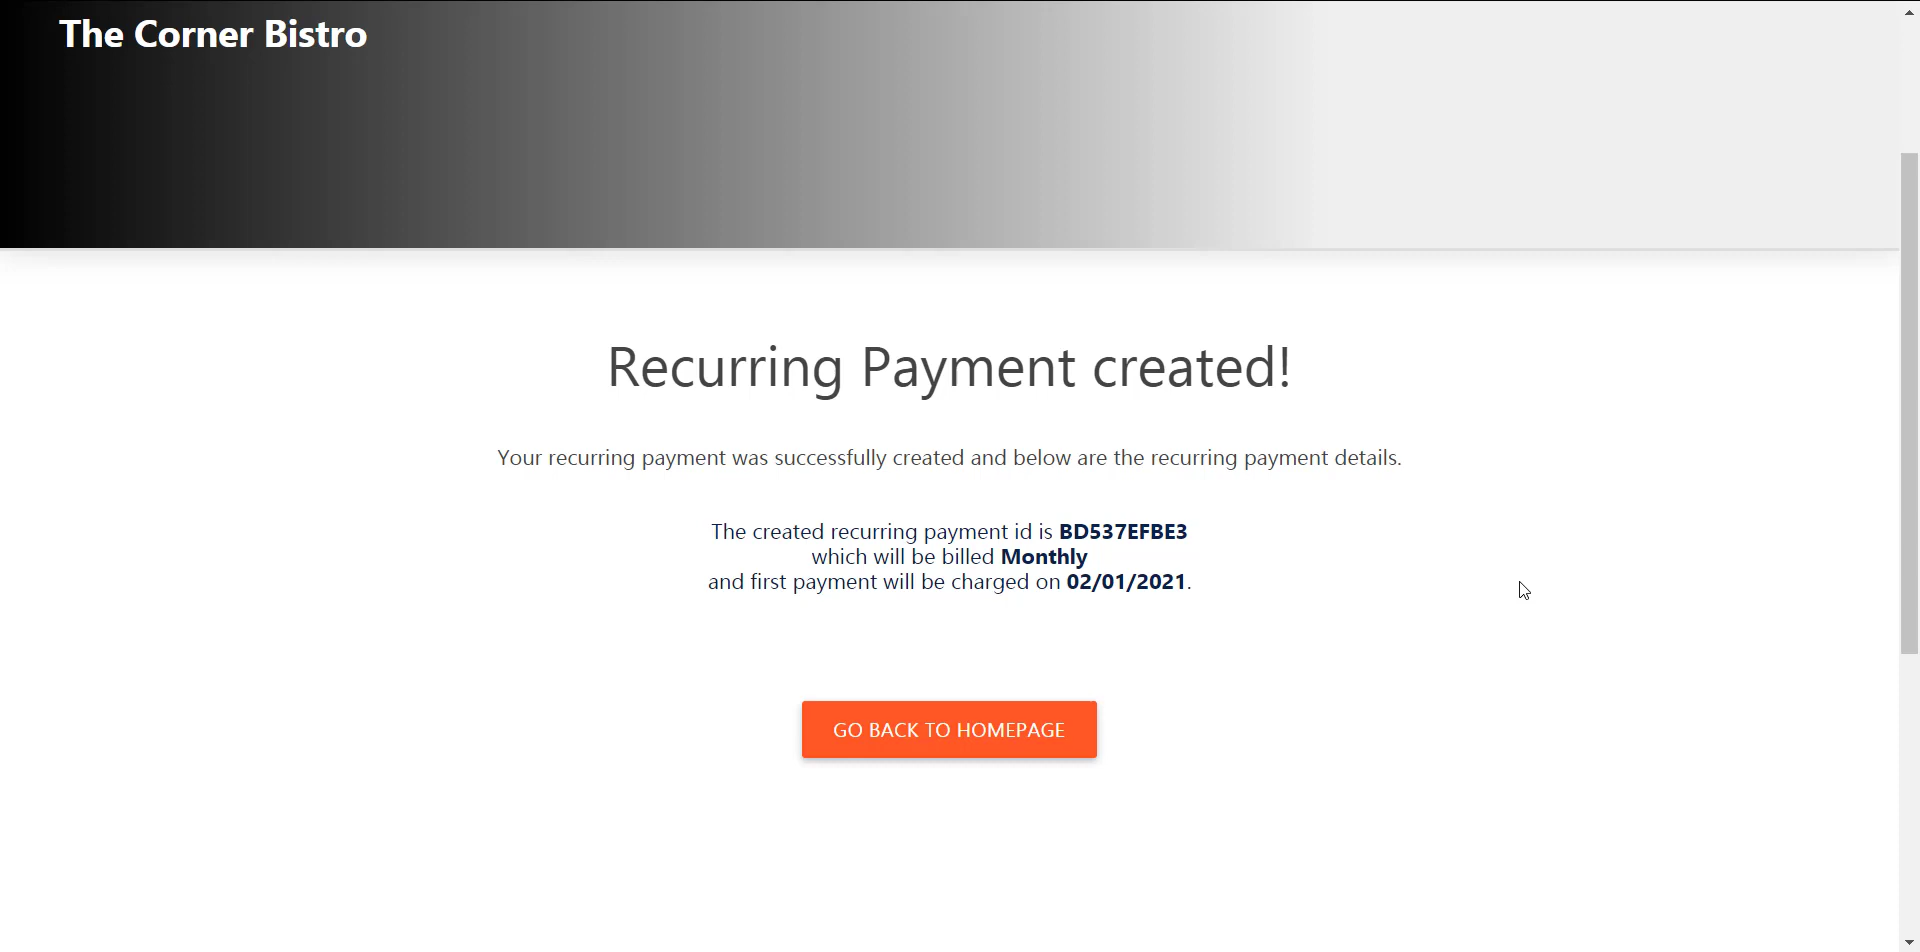 The Corner Bistro
Recurring Payment created!
Your recurring payment was successfully created and below are the recurring payment details.
The created recurring payment id is BD537EFBE3
which will be billed Monthly
and first payment will be charged on 02/01/2021.
GO BACK TO HOMEPAGE